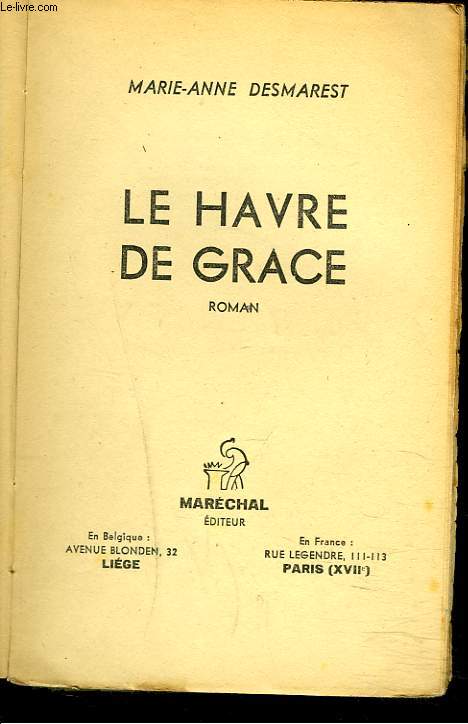 Le-livre.com
MARIE-ANNE DESMAREST
LE HAVRE
DE GRACE
ROMAN
MARÉCHAL
ÉDITEUR
En Belgique :
AVENUE BLONDEN, 32
LIÉGE
En France :
RUE LEGENDRE, 111-113
PARIS (XVIIe)